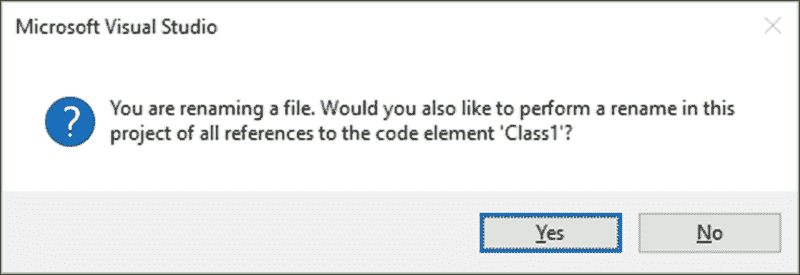 Microsoft Visual Studio
You are renaming a file. Would you also like to perform a rename in this
project of all references to the code element 'Class1'?
Yes
No